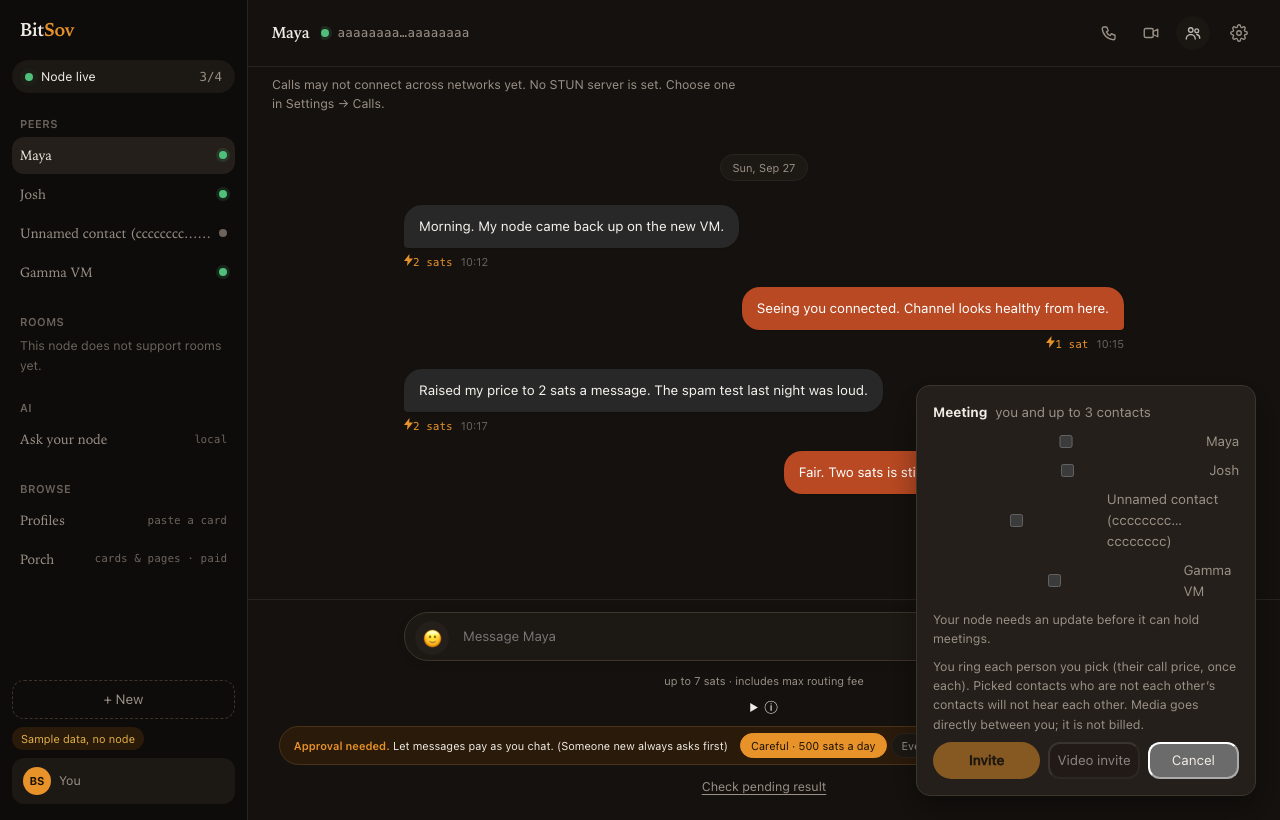 BitSov
Node live 3/4
PEERS
Maya
Josh
Unnamed contact (cccccccc……
Gamma VM
ROOMS
This node does not support rooms
yet.
AI
Ask your node local
BROWSE
Profiles paste a card
Porch cards & pages · paid
+ New
Sample data, no node
BS You
Maya aaaaaaaa…aaaaaaaa
Calls may not connect across networks yet. No STUN server is set. Choose one
in Settings → Calls.
Sun, Sep 27
Morning. My node came back up on the new VM.
2 sats 10:12
Seeing you connected. Channel looks healthy from here.
1 sat 10:15
Raised my price to 2 sats a message. The spam test last night was loud.
2 sats 10:17
Fair. Two sats is sti
Message Maya
up to 7 sats · includes max routing fee
Approval needed. Let messages pay as you chat. (Someone new always asks first) Careful · 500 sats a day
Check pending result
Meeting you and up to 3 contacts
Maya
Josh
Unnamed contact
(cccccccc…
cccccccc)
Gamma
VM
Your node needs an update before it can hold
meetings.
You ring each person you pick (their call price, once
each). Picked contacts who are not each other’s
contacts will not hear each other. Media goes
directly between you; it is not billed.
Invite Video invite Cancel